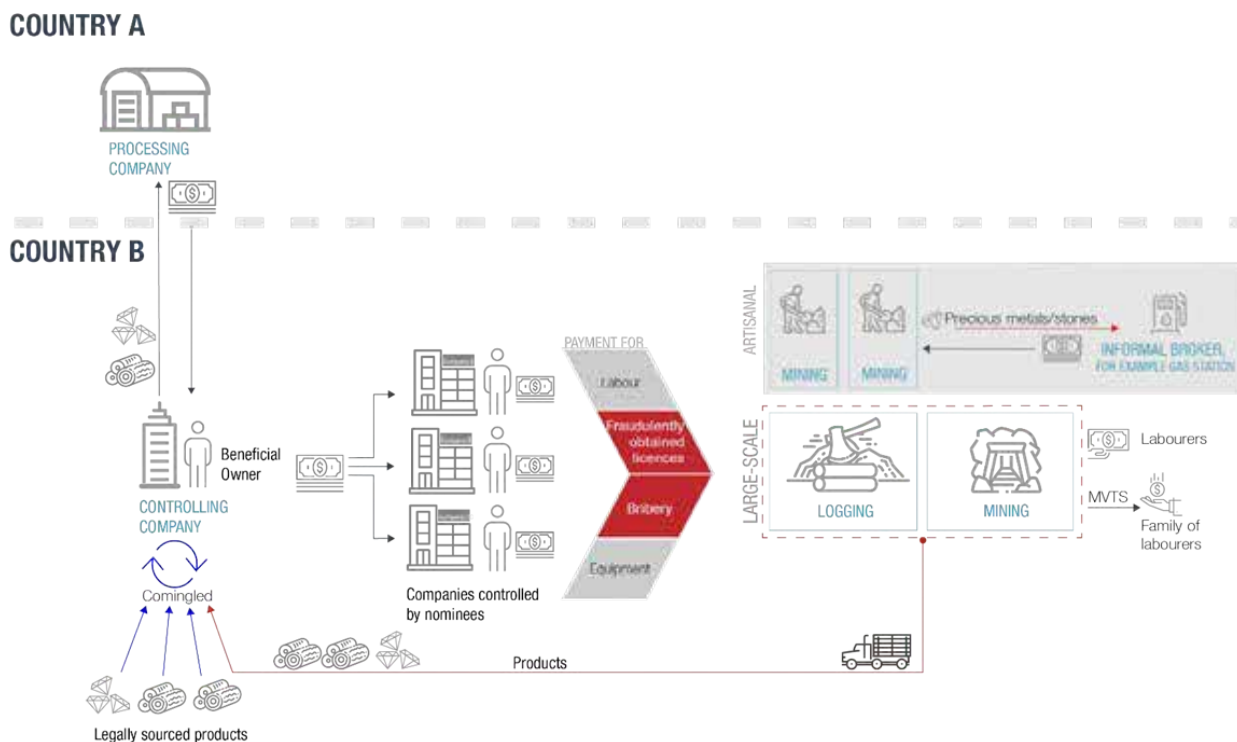 COUNTRY A
PROCESSING
COMPANY
COUNTRY B
Beneficial
Owner
CONTROLLING
COMPANY
Comingled
Legally sourced products
Companies controlled
by nominees
PAYMENT FOR
Labour
Fraudulently
obtained
licences
Bribery
Equipment
ARTISANAL
MINING
MINING
Precious metals/stones
INFORMAL BROKER,
FOR EXAMPLE GAS STATION
LARGE-SCALE
LOGGING
MINING
Labourers
MVTS
Family of
labourers
Products